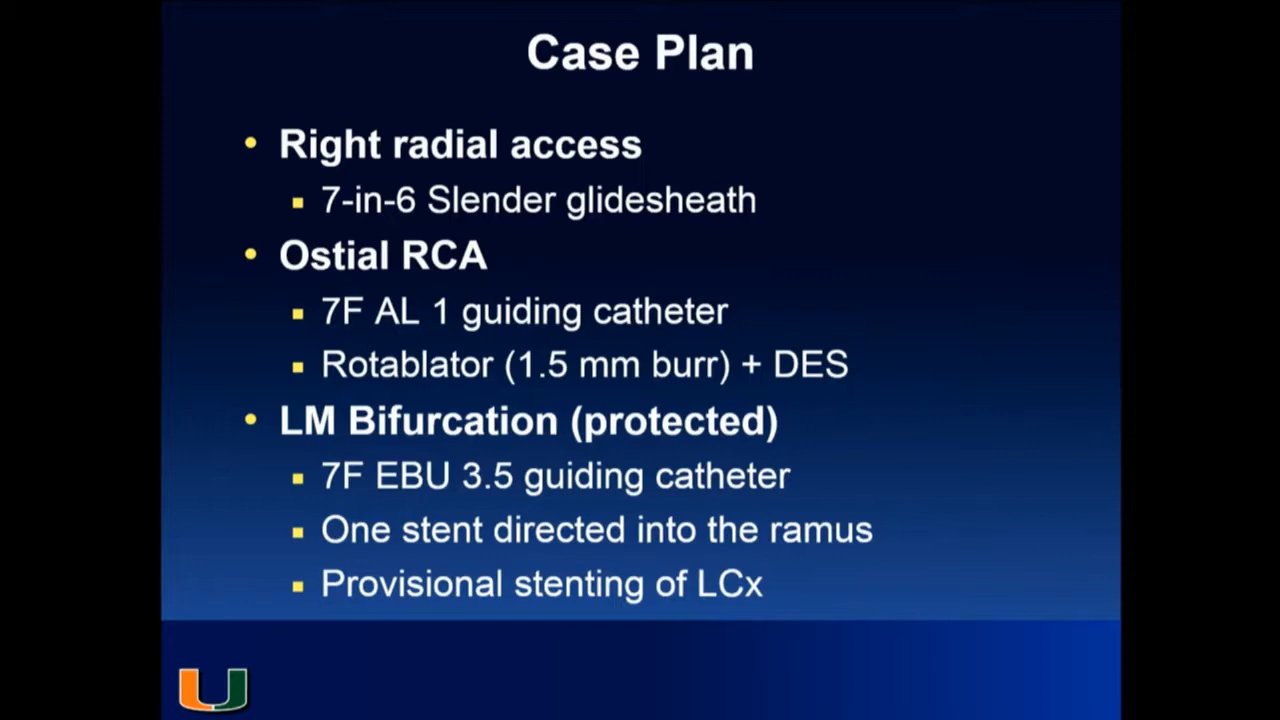 Case Plan
• Right radial access
▪ 7-in-6 Slender glidesheath
• Ostial RCA
▪ 7F AL 1 guiding catheter
▪ Rotablator (1.5 mm burr) + DES
• LM Bifurcation (protected)
▪ 7F EBU 3.5 guiding catheter
▪ One stent directed into the ramus
▪ Provisional stenting of LCx
U